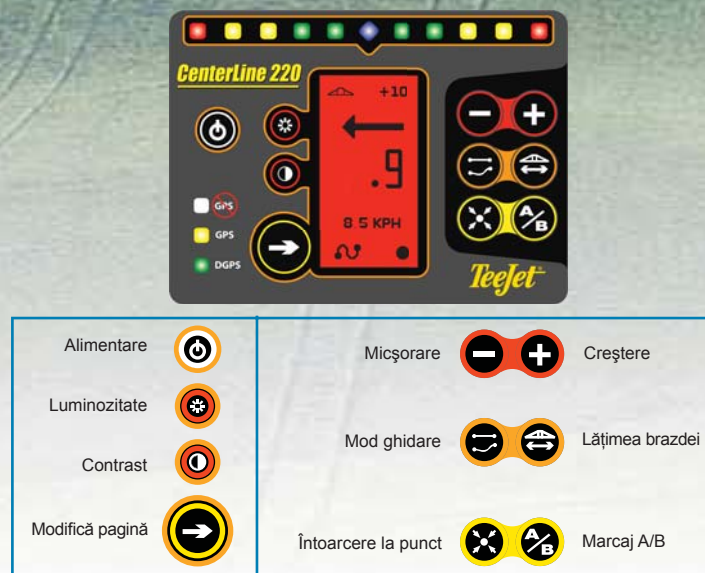 CenterLine 220
+10
.9
8.5 KPH
GPS
GPS
DGPS
A/B
TeeJet
Alimentare
Luminozitate
Contrast
Modifică pagină
Micşorare
Creştere
Mod ghidare
Lăţimea brazdei
Întoarcere la punct
A/B
Marcaj A/B